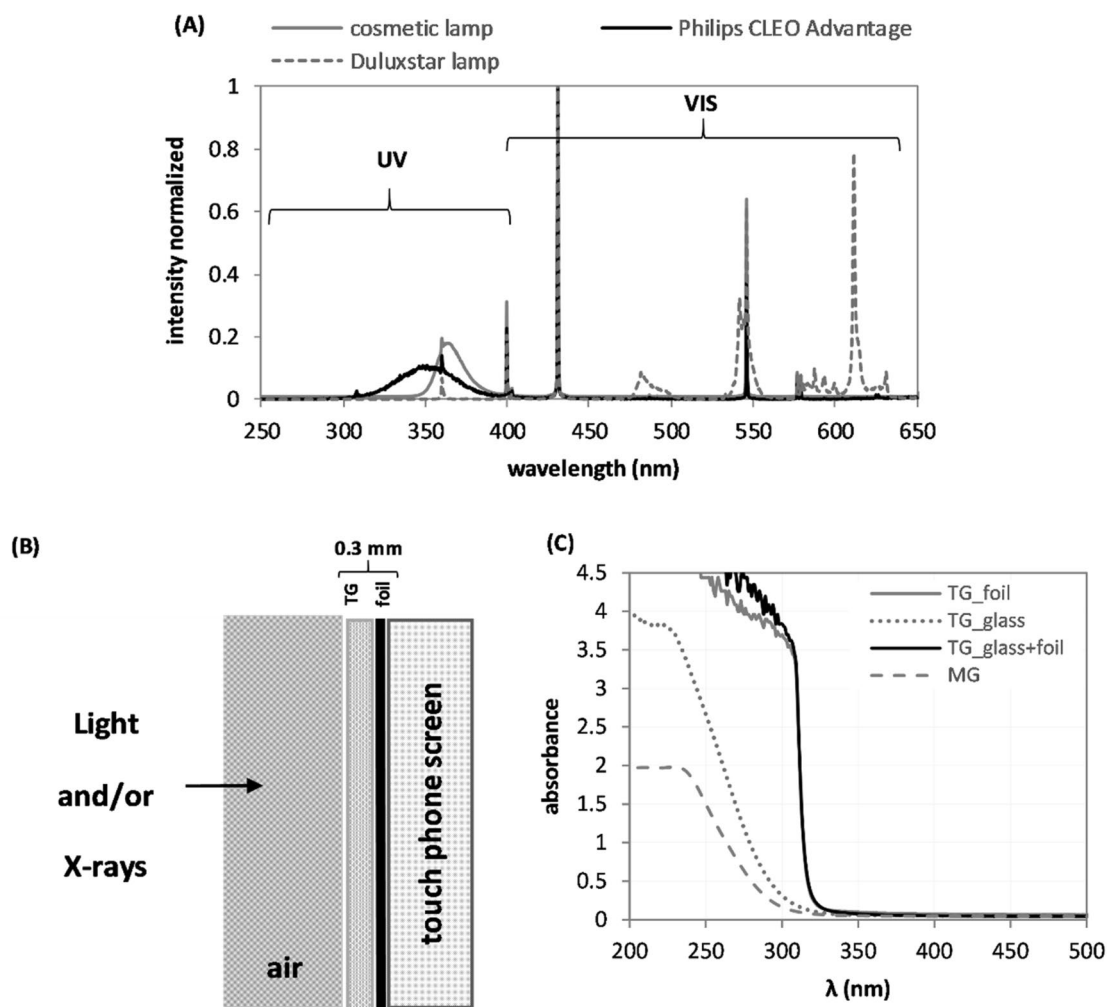 (A)
cosmetic lamp
Philips CLEO Advantage
Duluxstar lamp
intensity normalized
1
0.8
0.6
0.4
0.2
0
UV
VIS
250 300 350 400 450 500 550 600 650
wavelength (nm)
(B)
0.3 mm
TG
foil
Light
and/or
X-rays
air
touch phone screen
(C)
absorbance
4.5
4
3.5
3
2.5
2
1.5
1
0.5
0
TG_foil
TG_glass
TG_glass+foil
MG
200 250 300 350 400 450 500
λ (nm)